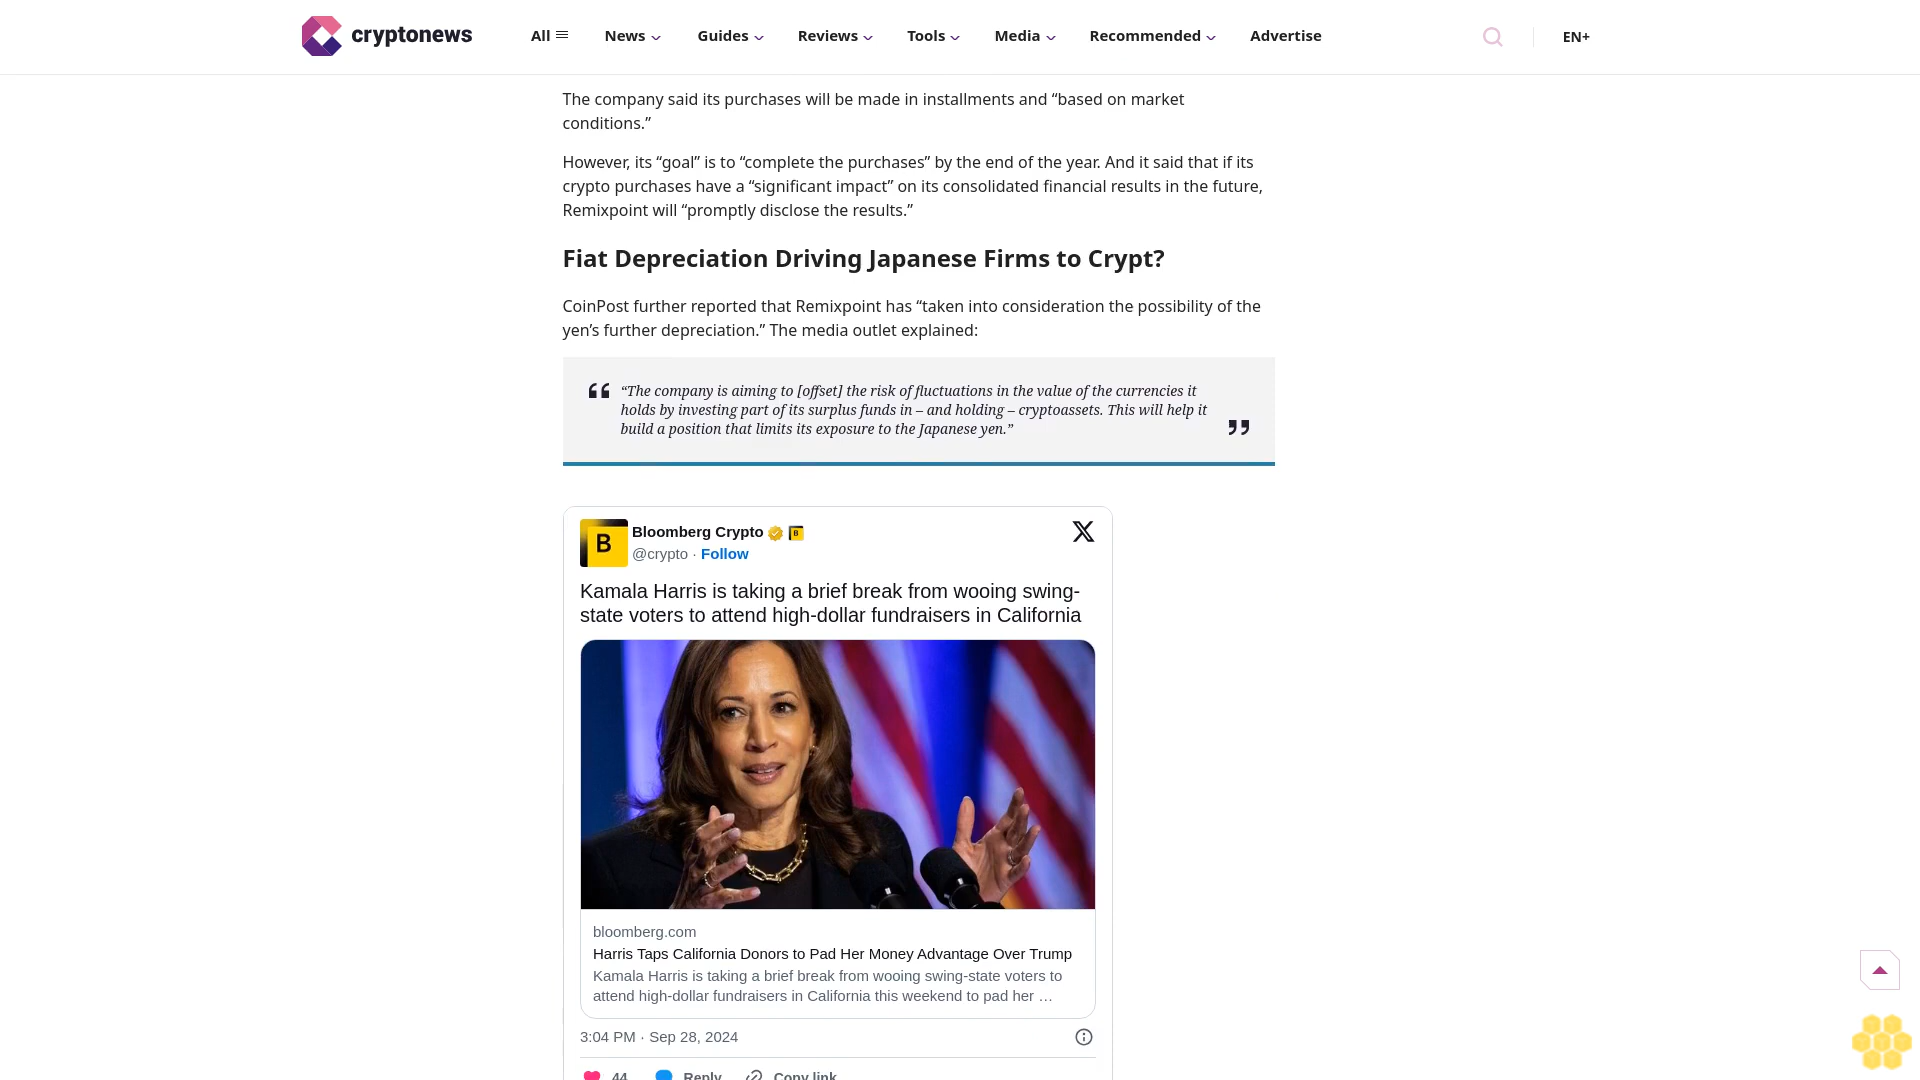 cryptonews
All
News
Guides
Reviews
Tools
Media
Recommended
Advertise
EN+
The company said its purchases will be made in installments and “based on market
conditions.”
However, its “goal” is to “complete the purchases” by the end of the year. And it said that if its
crypto purchases have a “significant impact” on its consolidated financial results in the future,
Remixpoint will “promptly disclose the results.”
Fiat Depreciation Driving Japanese Firms to Crypt?
CoinPost further reported that Remixpoint has “taken into consideration the possibility of the
yen’s further depreciation.” The media outlet explained:
“The company is aiming to [offset] the risk of fluctuations in the value of the currencies it
holds by investing part of its surplus funds in – and holding – cryptoassets. This will help it
build a position that limits its exposure to the Japanese yen.”
B
Bloomberg Crypto
B
@crypto · Follow
Kamala Harris is taking a brief break from wooing swing-
state voters to attend high-dollar fundraisers in California
bloomberg.com
Harris Taps California Donors to Pad Her Money Advantage Over Trump
Kamala Harris is taking a brief break from wooing swing-state voters to
attend high-dollar fundraisers in California this weekend to pad her …
3:04 PM · Sep 28, 2024
44
Reply
Copy link